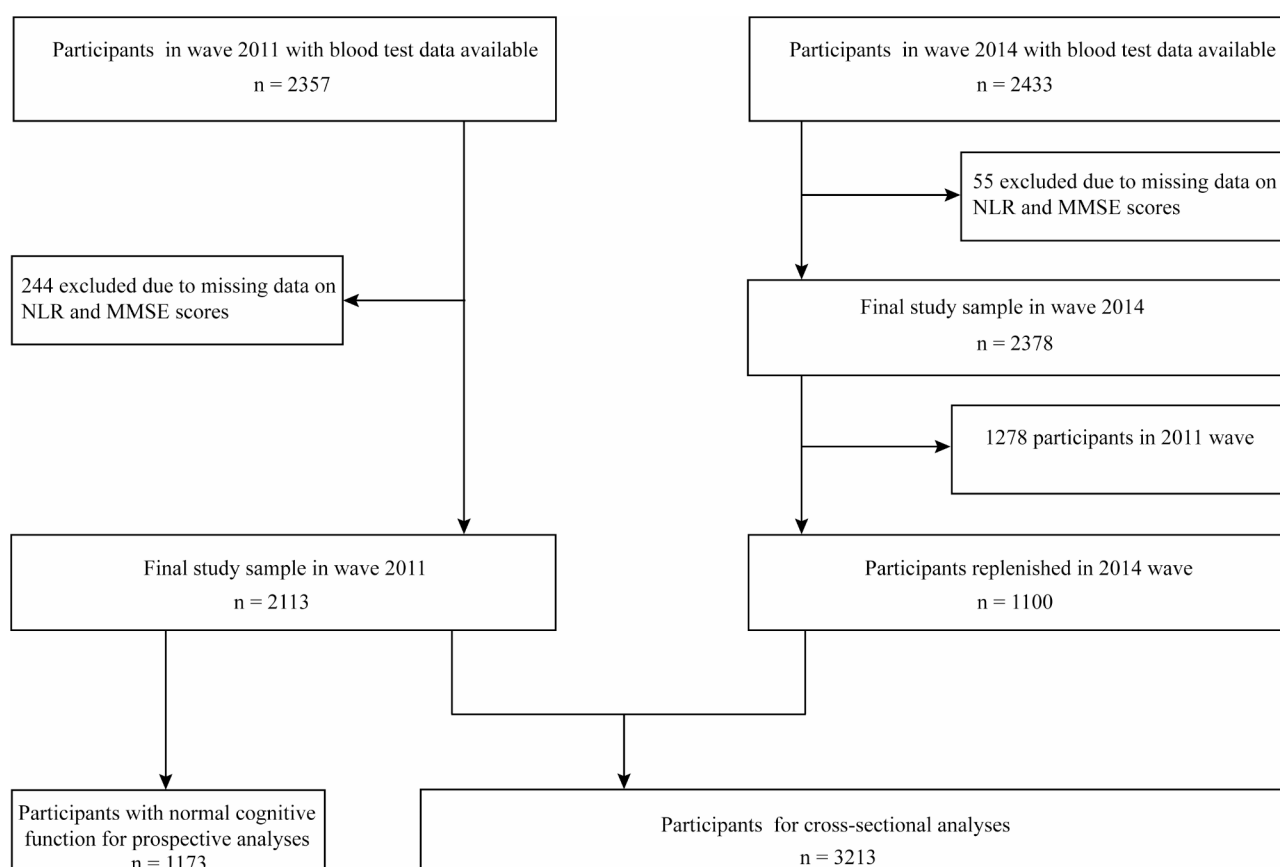 Participants in wave 2011 with blood test data available
n = 2357
Participants in wave 2014 with blood test data available
n = 2433
55 excluded due to missing data on
NLR and MMSE scores
244 excluded due to missing data on
NLR and MMSE scores
Final study sample in wave 2014
n = 2378
1278 participants in 2011 wave
Final study sample in wave 2011
n = 2113
Participants replenished in 2014 wave
n = 1100
Participants with normal cognitive
function for prospective analyses
n = 1173
Participants for cross-sectional analyses
n = 3213